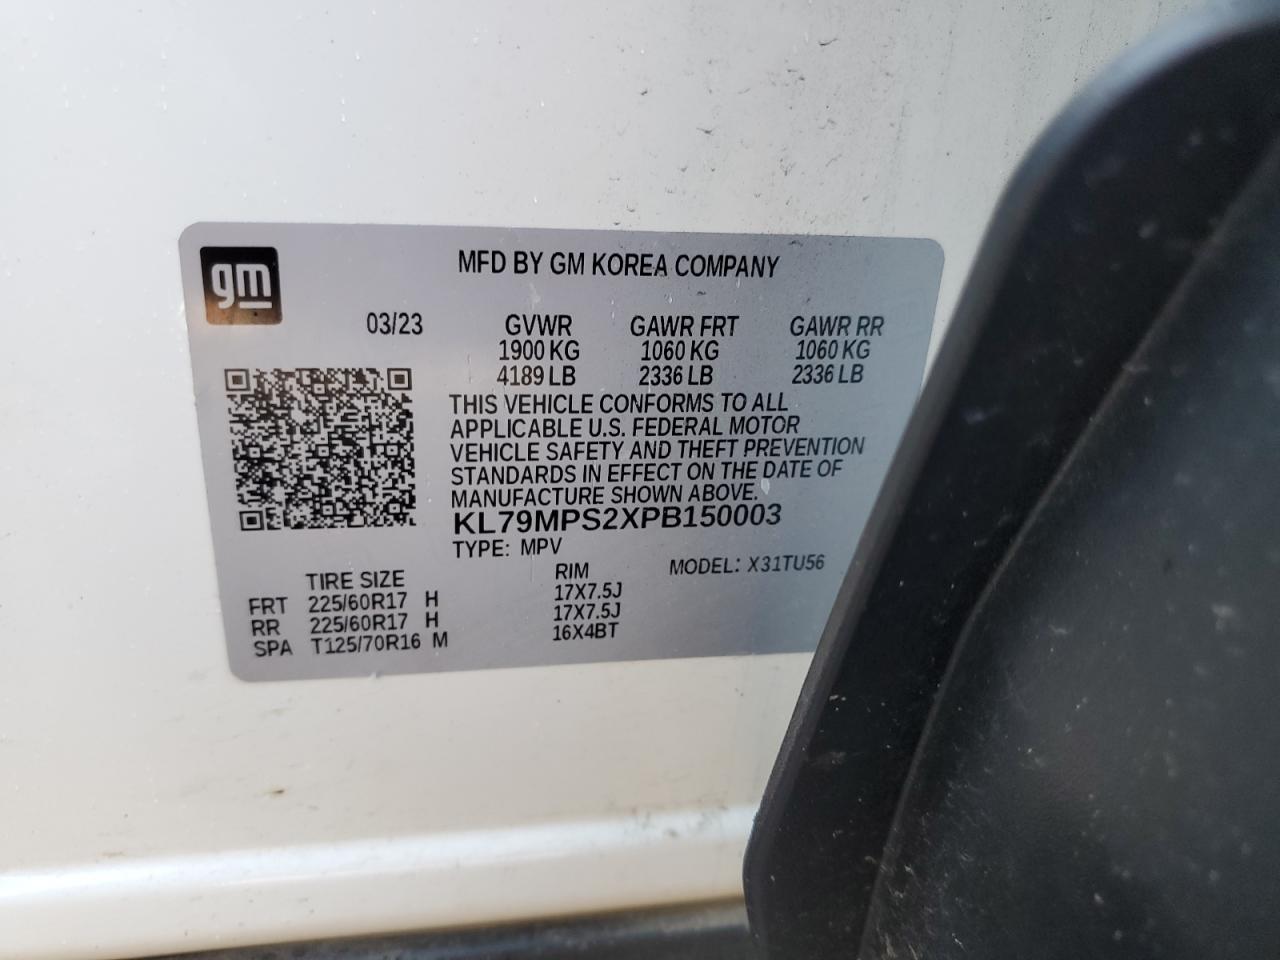 gm
MFD BY GM KOREA COMPANY
03/23 GVWR GAWR FRT GAWR RR
1900 KG 1060 KG 1060 KG
4189 LB 2336 LB 2336 LB
THIS VEHICLE CONFORMS TO ALL
APPLICABLE U.S. FEDERAL MOTOR
VEHICLE SAFETY AND THEFT PREVENTION
STANDARDS IN EFFECT ON THE DATE OF
MANUFACTURE SHOWN ABOVE.
KL79MPS2XPB150003
TYPE: MPV MODEL: X31TU56
TIRE SIZE RIM
FRT 225/60R17 H 17X7.5J
RR 225/60R17 H 17X7.5J
SPA T125/70R16 M 16X4BT